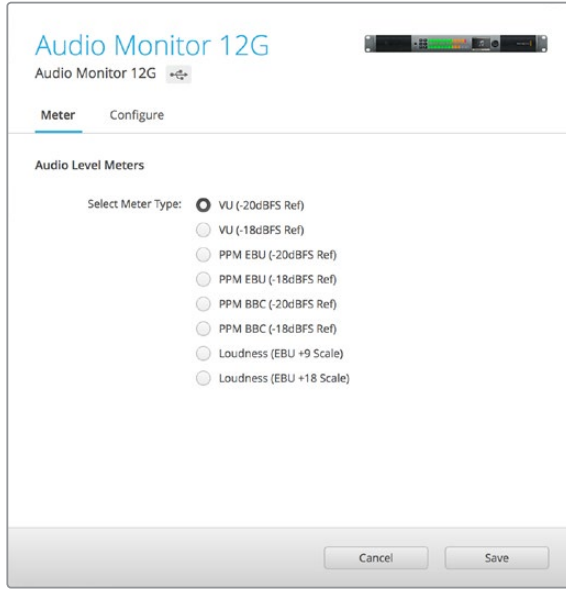 Audio Monitor 12G
Audio Monitor 12G
Meter Configure
Audio Level Meters
Select Meter Type: VU (-20dBFS Ref)
VU (-18dBFS Ref)
PPM EBU (-20dBFS Ref)
PPM EBU (-18dBFS Ref)
PPM BBC (-20dBFS Ref)
PPM BBC (-18dBFS Ref)
Loudness (EBU +9 Scale)
Loudness (EBU +18 Scale)
Cancel Save